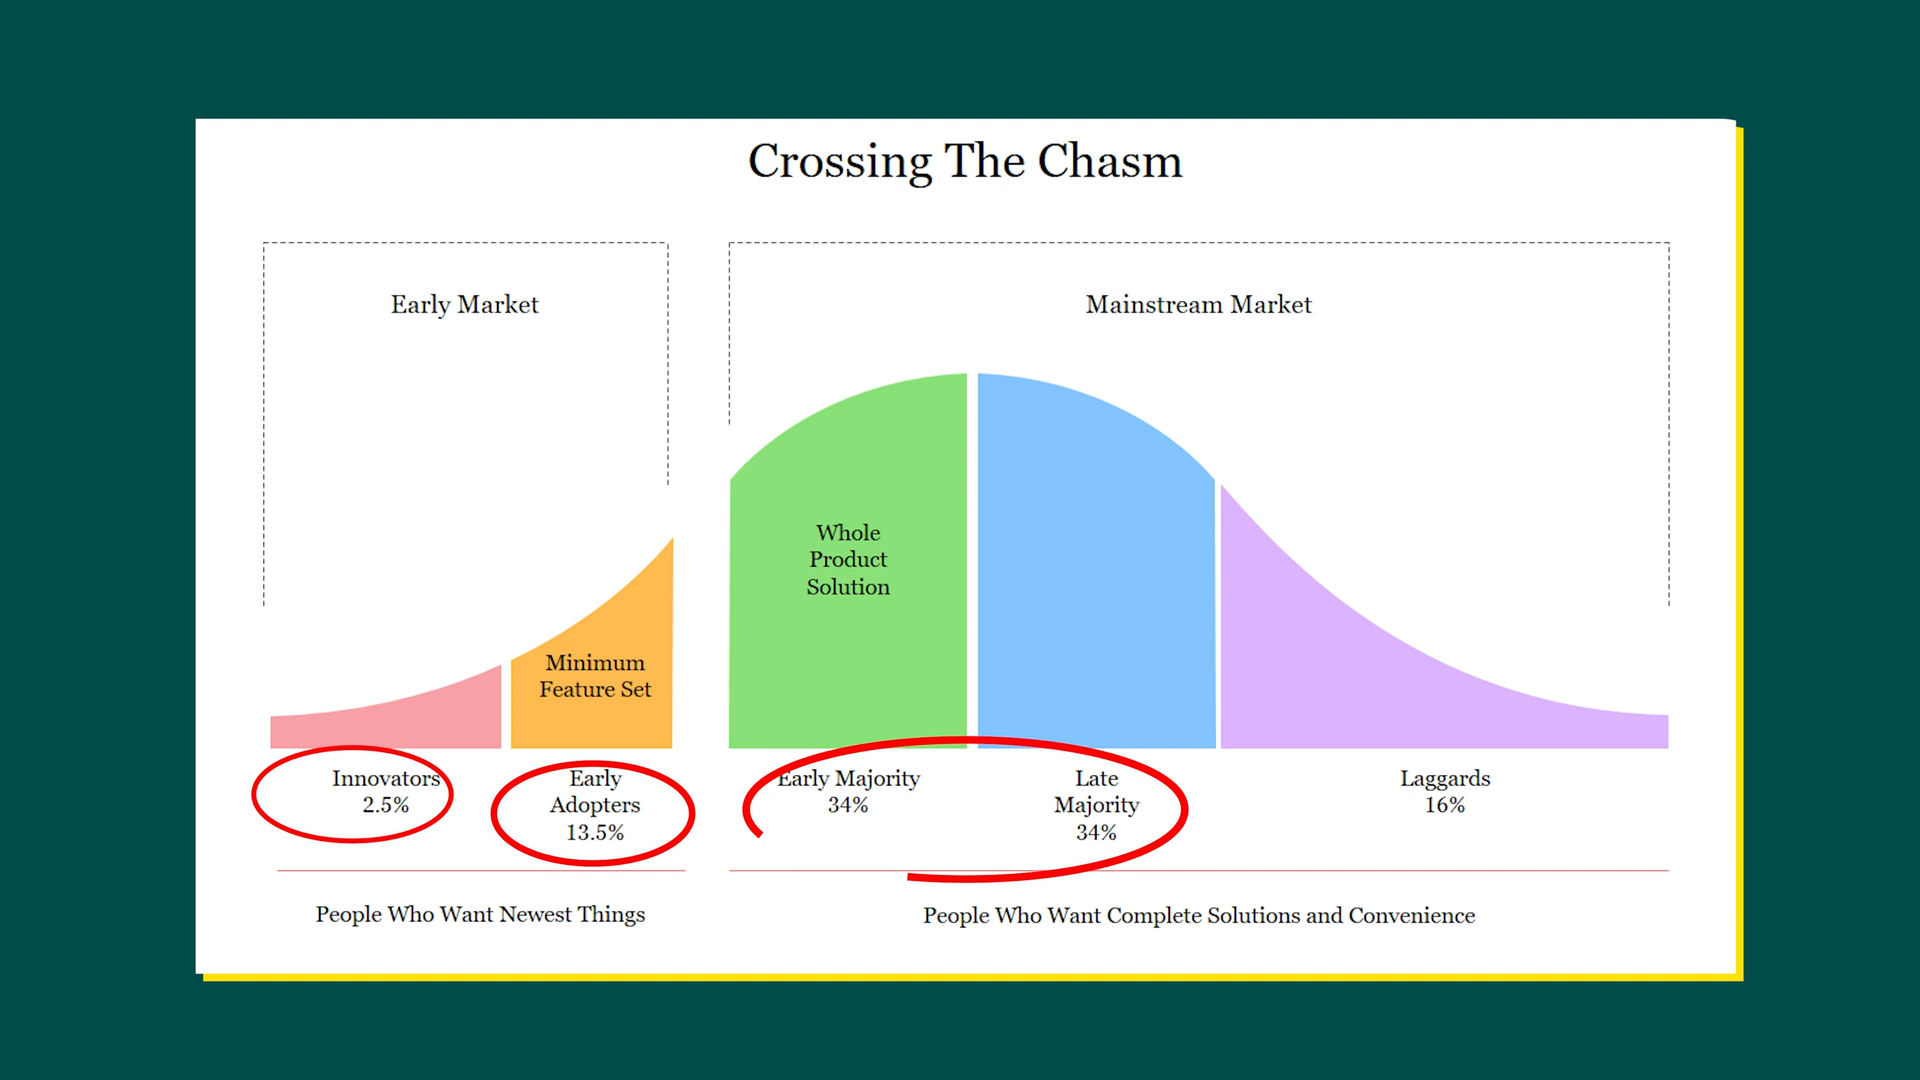 Crossing The Chasm
Early Market
Mainstream Market
Whole
Product
Solution
Minimum
Feature Set
Innovators
2.5%
Early
Adopters
13.5%
Early Majority
34%
Late
Majority
34%
Laggards
16%
People Who Want Newest Things
People Who Want Complete Solutions and Convenience